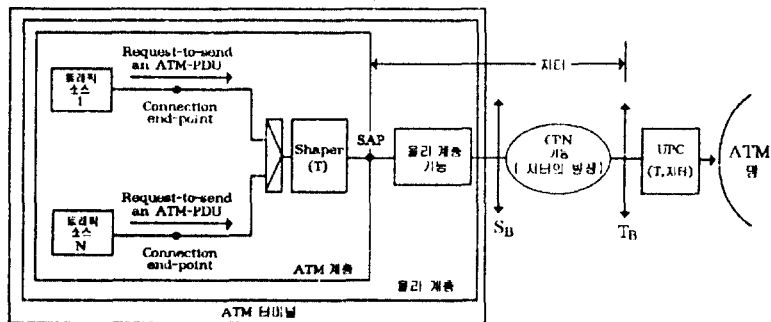 Request-to-send
an ATM-PDU
트래픽
소스
1
Connection
end-point
Shaper
(T)
SAP
물리 계층
기능
지터
CPN
기능
( 지터의 발생)
UPC
(T,지터)
ATM
망
S_B
T_B
Request-to-send
an ATM-PDU
트래픽
소스
N
Connection
end-point
ATM 계층
물리 계층
ATM 터미널